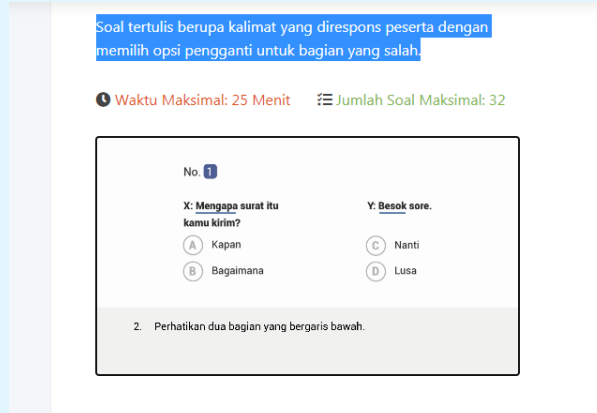 Soal tertulis berupa kalimat yang direspons peserta dengan
memilih opsi pengganti untuk bagian yang salah.
Waktu Maksimal: 25 Menit Jumlah Soal Maksimal: 32
No. 1
X: Mengapa surat itu
kamu kirim?
Y: Besok sore.
A Kapan
B Bagaimana
C Nanti
D Lusa
2. Perhatikan dua bagian yang bergaris bawah.